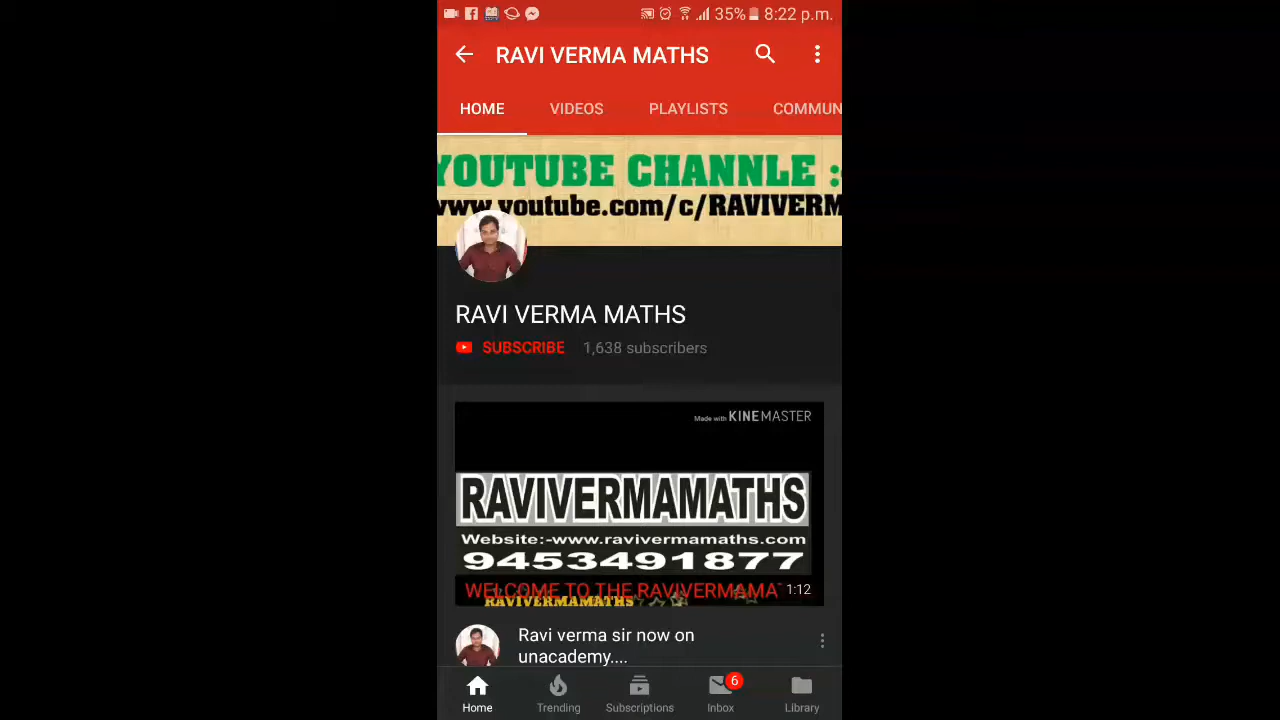 35% 8:22 p.m.
RAVI VERMA MATHS
HOME VIDEOS PLAYLISTS COMMUN
YOUTUBE CHANNLE :-
www.youtube.com/c/RAVIVERM
RAVI VERMA MATHS
SUBSCRIBE 1,638 subscribers
Made with KINEMASTER
RAVIVERMAMATHS
Website:-www.ravivermamaths.com
9453491877
WELCOME TO THE RAVIVERMAMA
1:12
RAVIVERMAMATHS
Ravi verma sir now on
unacademy....
6
Home Trending Subscriptions Inbox Library